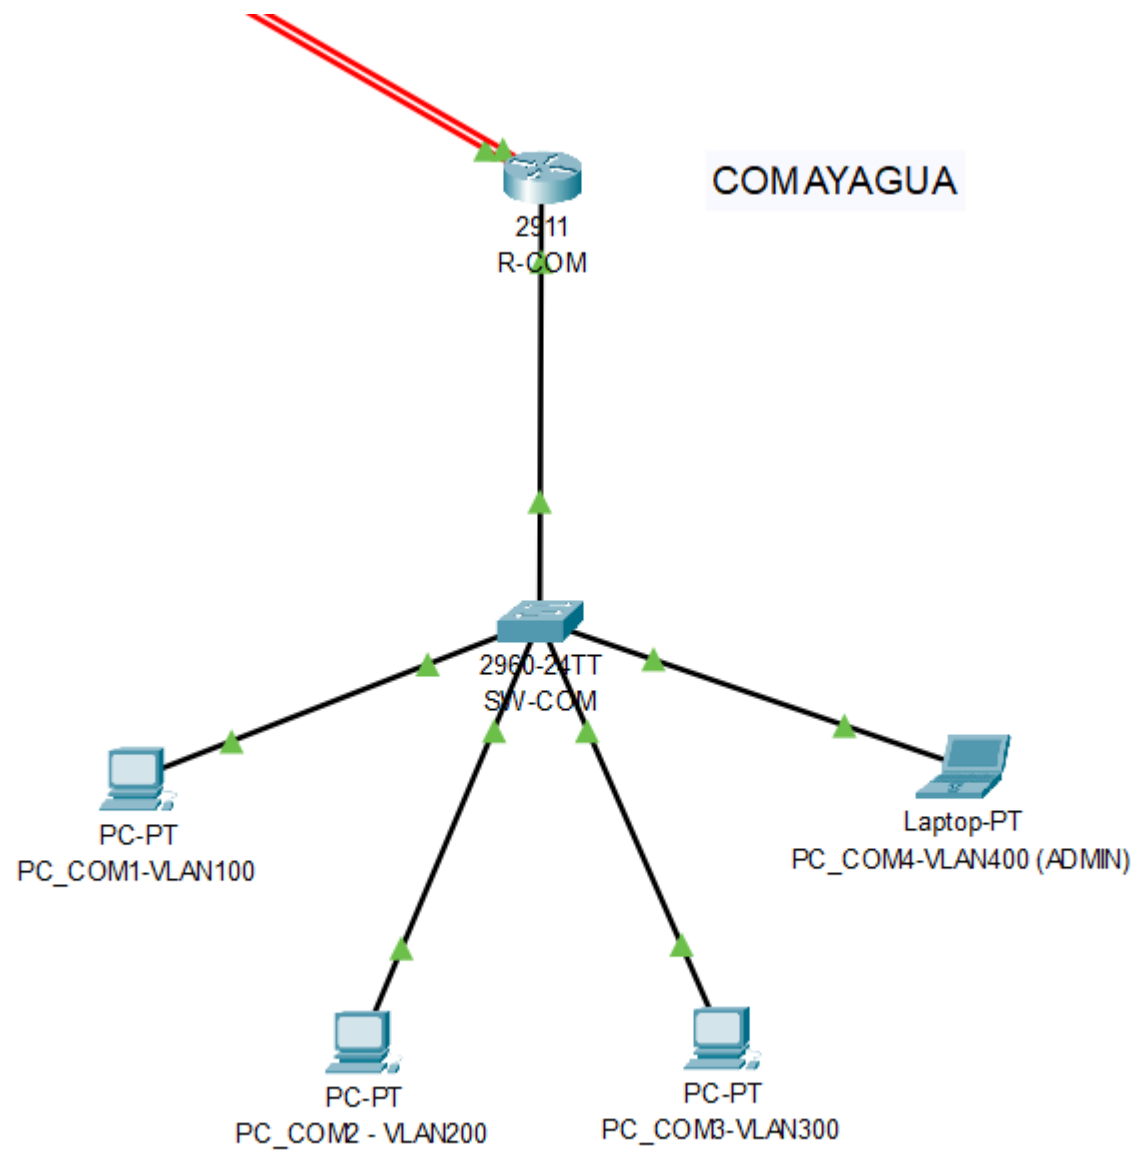 COMAYAGUA
2911
R-COM
2960-24TT
SW-COM
PC-PT
PC_COM1-VLAN100
Laptop-PT
PC_COM4-VLAN400 (ADMIN)
PC-PT
PC_COM2 - VLAN200
PC-PT
PC_COM3-VLAN300